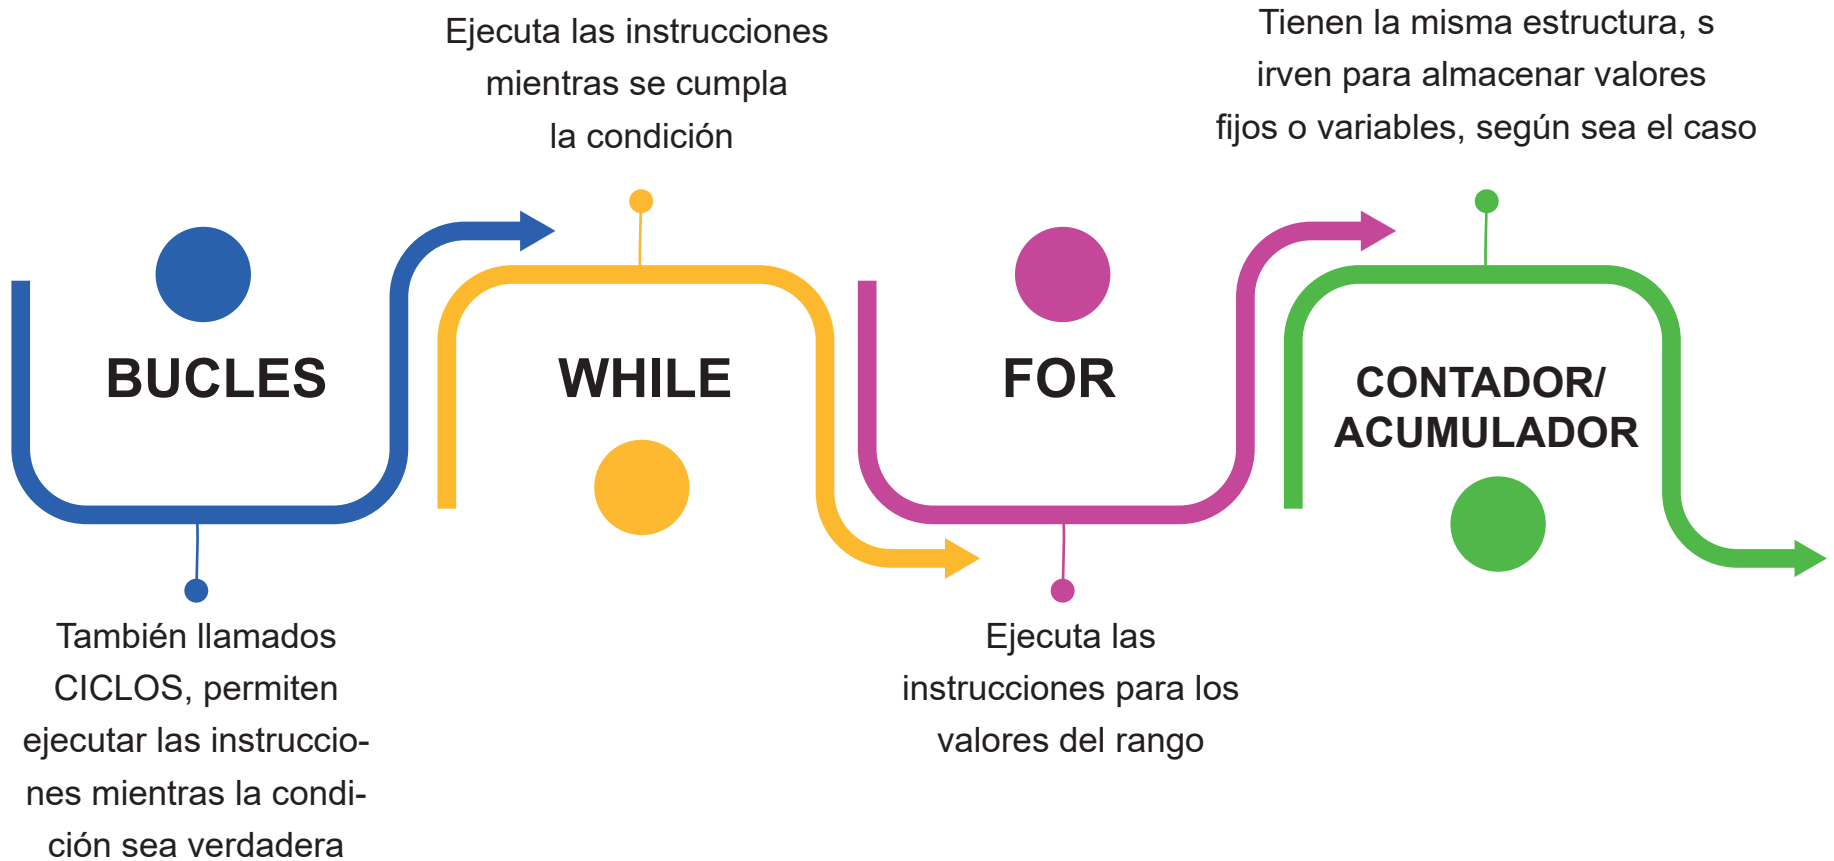 Ejecuta las instrucciones
mientras se cumpla
la condición
Tienen la misma estructura, s
irven para almacenar valores
fijos o variables, según sea el caso
BUCLES
WHILE
FOR
CONTADOR/
ACUMULADOR
También llamados
CICLOS, permiten
ejecutar las instruccio-
nes mientras la condi-
ción sea verdadera
Ejecuta las
instrucciones para los
valores del rango